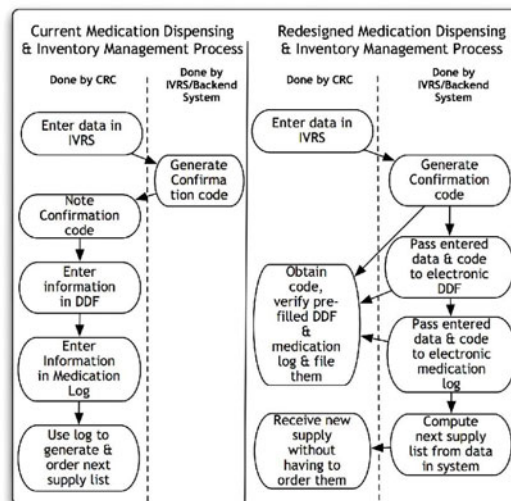 Current Medication Dispensing
& Inventory Management Process
Done by CRC
Done by
IVRS/Backend
System
Enter data in
IVRS
Generate
Confirma
tion code
Note
Confirmation
code
Enter
information
in DDF
Enter
Information
in Medication
Log
Use log to
generate &
order next
supply list
Redesigned Medication Dispensing
& Inventory Management Process
Done by CRC
Done by
IVRS/Backend
System
Enter data in
IVRS
Generate
Confirmation
code
Pass entered
data & code
to electronic
DDF
Obtain
code,
verify pre-
filled DDF
&
medication
log & file
them
Pass entered
data & code
to electronic
medication
log
Compute
next supply
list from data
in system
Receive new
supply
without
having to
order them